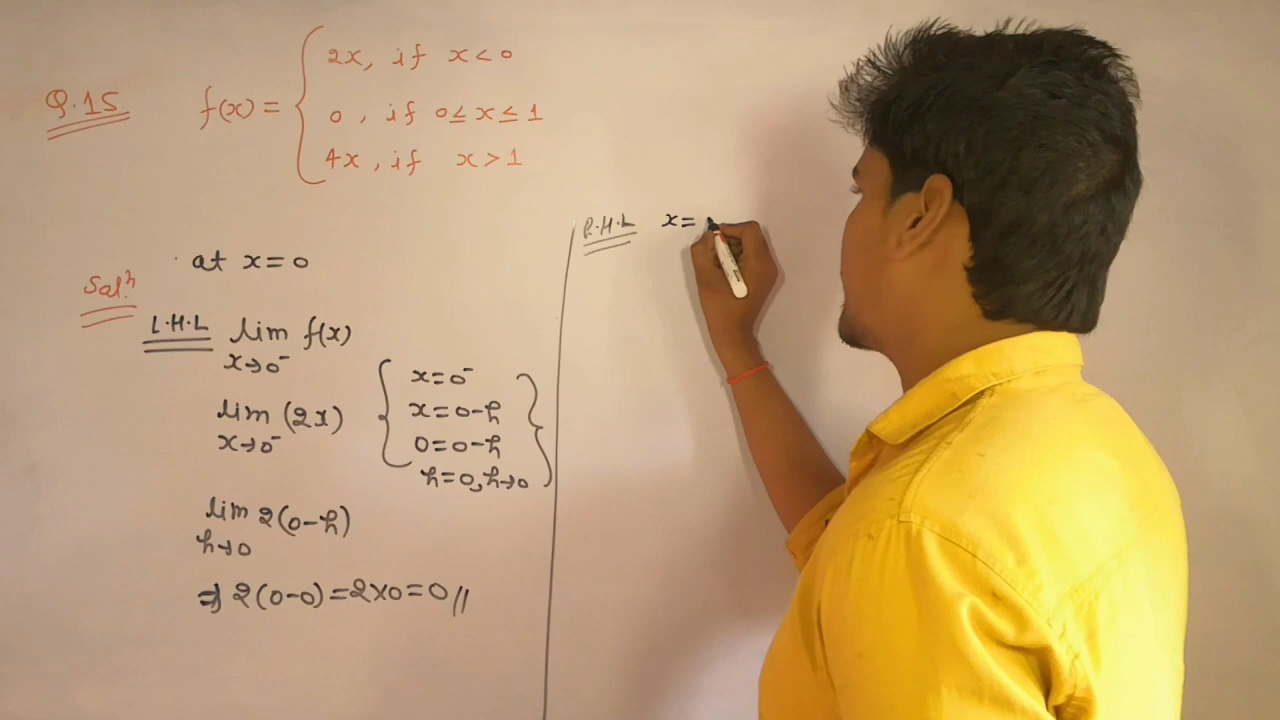 Q.15 f(x) = { 2x, if x < 0
0, if 0 ≤ x ≤ 1
4x, if x > 1
at x = 0
Solⁿ
L.H.L lim f(x)
x→0⁻
lim (2x)
x→0⁻
{ x = 0⁻
x = 0-h
0 = 0-h
h = 0, h→0 }
lim 2(0-h)
h→0
⇒ 2(0-0) = 2×0 = 0 //
R.H.L x =